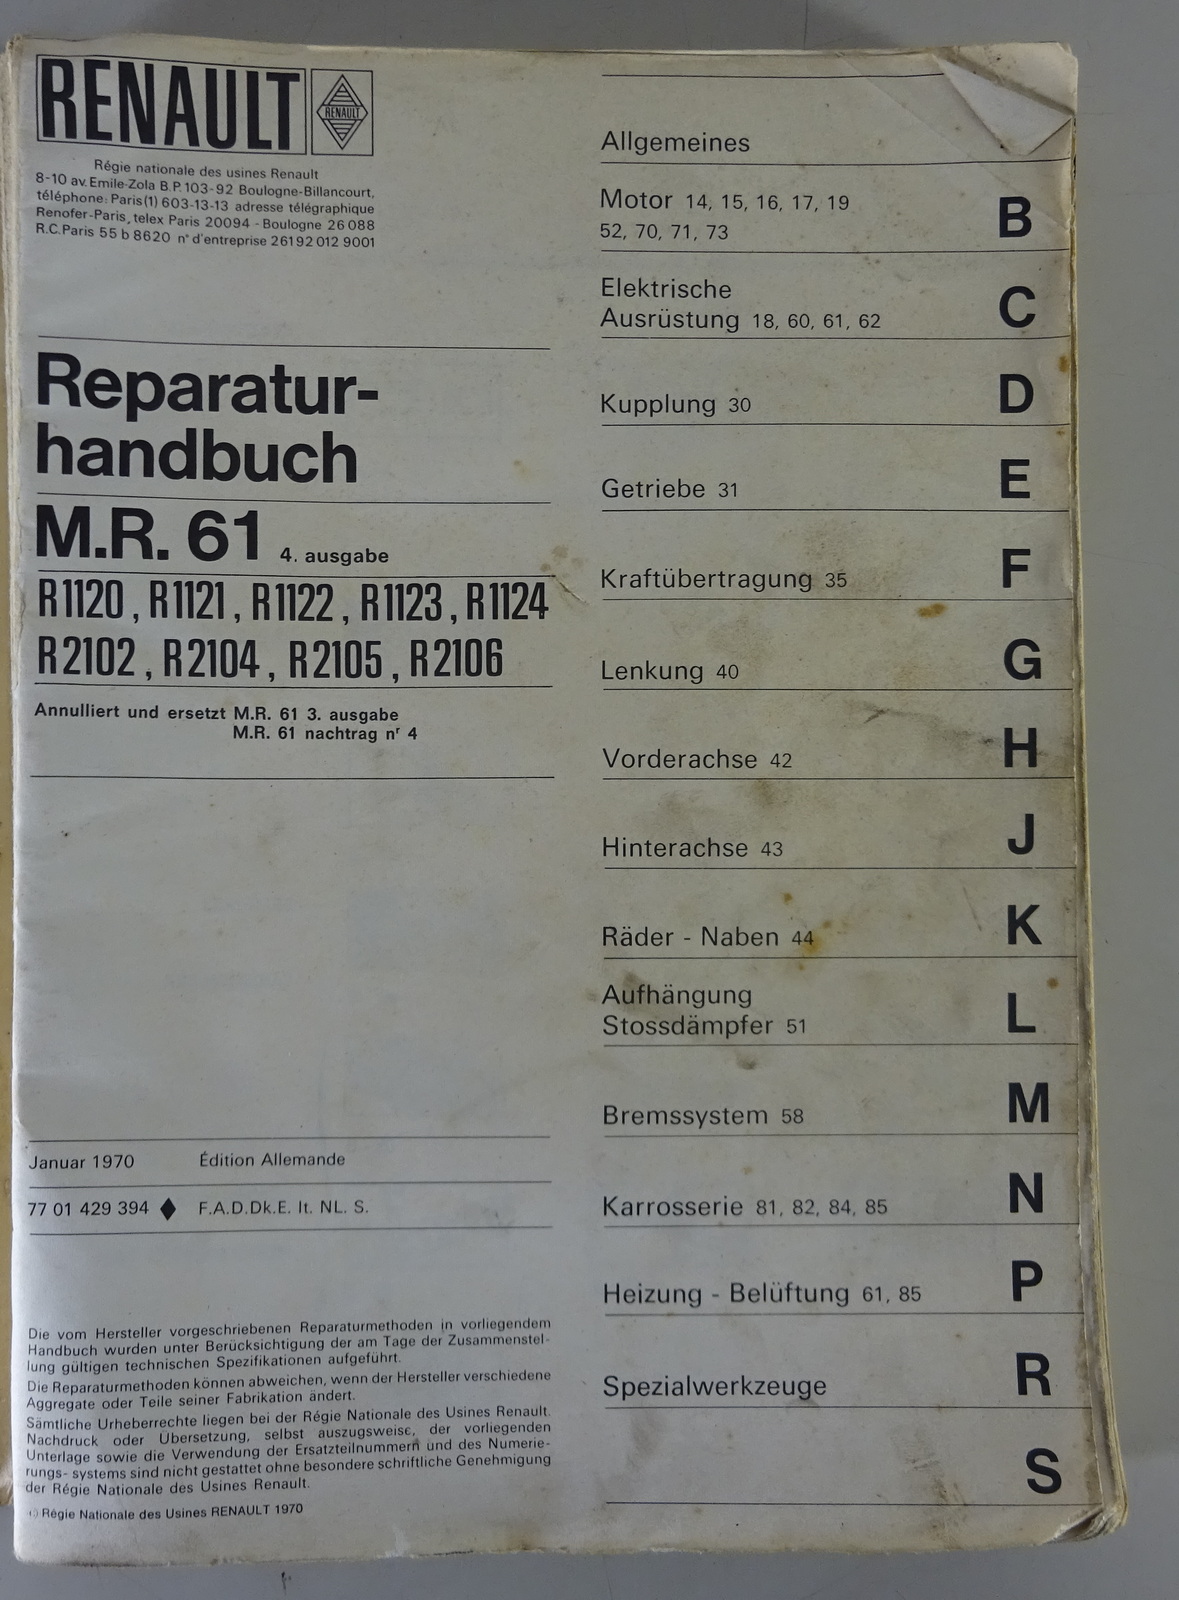 RENAULT
RENAULT
Régie nationale des usines Renault
8-10 av. Emile-Zola B.P. 103-92 Boulogne-Billancourt,
téléphone: Paris (1) 603-13-13 adresse télégraphique
Renofer-Paris, telex Paris 20094 - Boulogne 26088
R.C. Paris 55 b 8620 n° d'entreprise 261 92 012 9001
Reparatur-
handbuch
M.R. 61 4. ausgabe
R1120, R1121, R1122, R1123, R1124
R2102, R2104, R2105, R2106
Annulliert und ersetzt M.R. 61 3. ausgabe
M.R. 61 nachtrag nr 4
Januar 1970 Édition Allemande
77 01 429 394 ♦ F.A.D.Dk.E. It. NL. S.
Die vom Hersteller vorgeschriebenen Reparaturmethoden in vorliegendem
Handbuch wurden unter Berücksichtigung der am Tage der Zusammenstel-
lung gültigen technischen Spezifikationen aufgeführt.
Die Reparaturmethoden können abweichen, wenn der Hersteller verschiedene
Aggregate oder Teile seiner Fabrikation ändert.
Sämtliche Urheberrechte liegen bei der Régie Nationale des Usines Renault.
Nachdruck oder Übersetzung, selbst auszugsweise, der vorliegenden
Unterlage sowie die Verwendung der Ersatzteilnummern und des Numerie-
rungs- systems sind nicht gestattet ohne besondere schriftliche Genehmigung
der Régie Nationale des Usines Renault.
© Régie Nationale des Usines RENAULT 1970
Allgemeines
Motor 14, 15, 16, 17, 19 B
52, 70, 71, 73
Elektrische
Ausrüstung 18, 60, 61, 62 C
Kupplung 30 D
Getriebe 31 E
Kraftübertragung 35 F
Lenkung 40 G
Vorderachse 42 H
Hinterachse 43 J
Räder - Naben 44 K
Aufhängung
Stossdämpfer 51 L
Bremssystem 58 M
Karrosserie 81, 82, 84, 85 N
Heizung - Belüftung 61, 85 P
Spezialwerkzeuge R
S